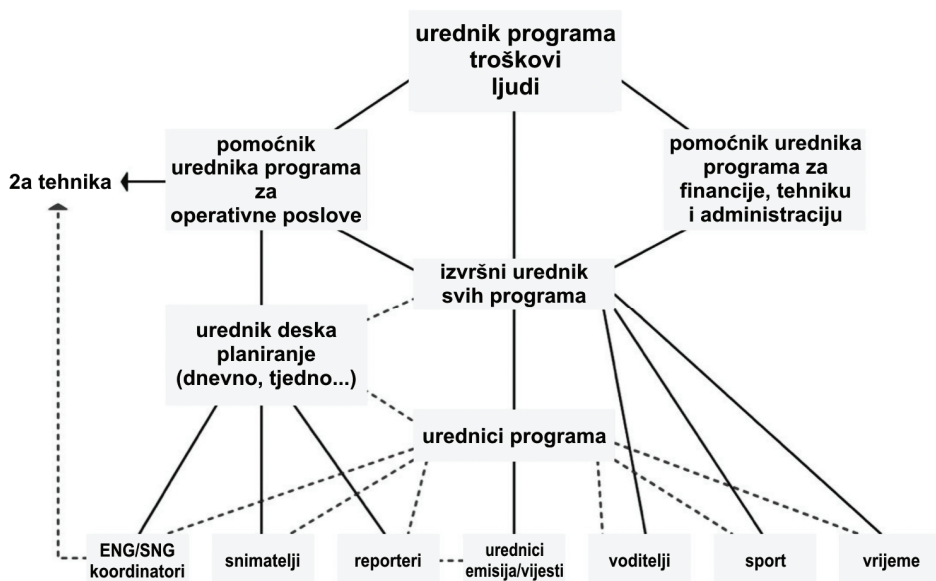 urednik programa
troškovi
ljudi
pomoćnik
urednika programa
za
operativne poslove
pomoćnik urednika
programa za
financije, tehniku
i administraciju
2a tehnika
izvršni urednik
svih programa
urednik deska
planiranje
(dnevno, tjedno...)
urednici programa
ENG/SNG
koordinatori
snimatelji
reporteri
urednici
emisija/vijesti
voditelji
sport
vrijeme